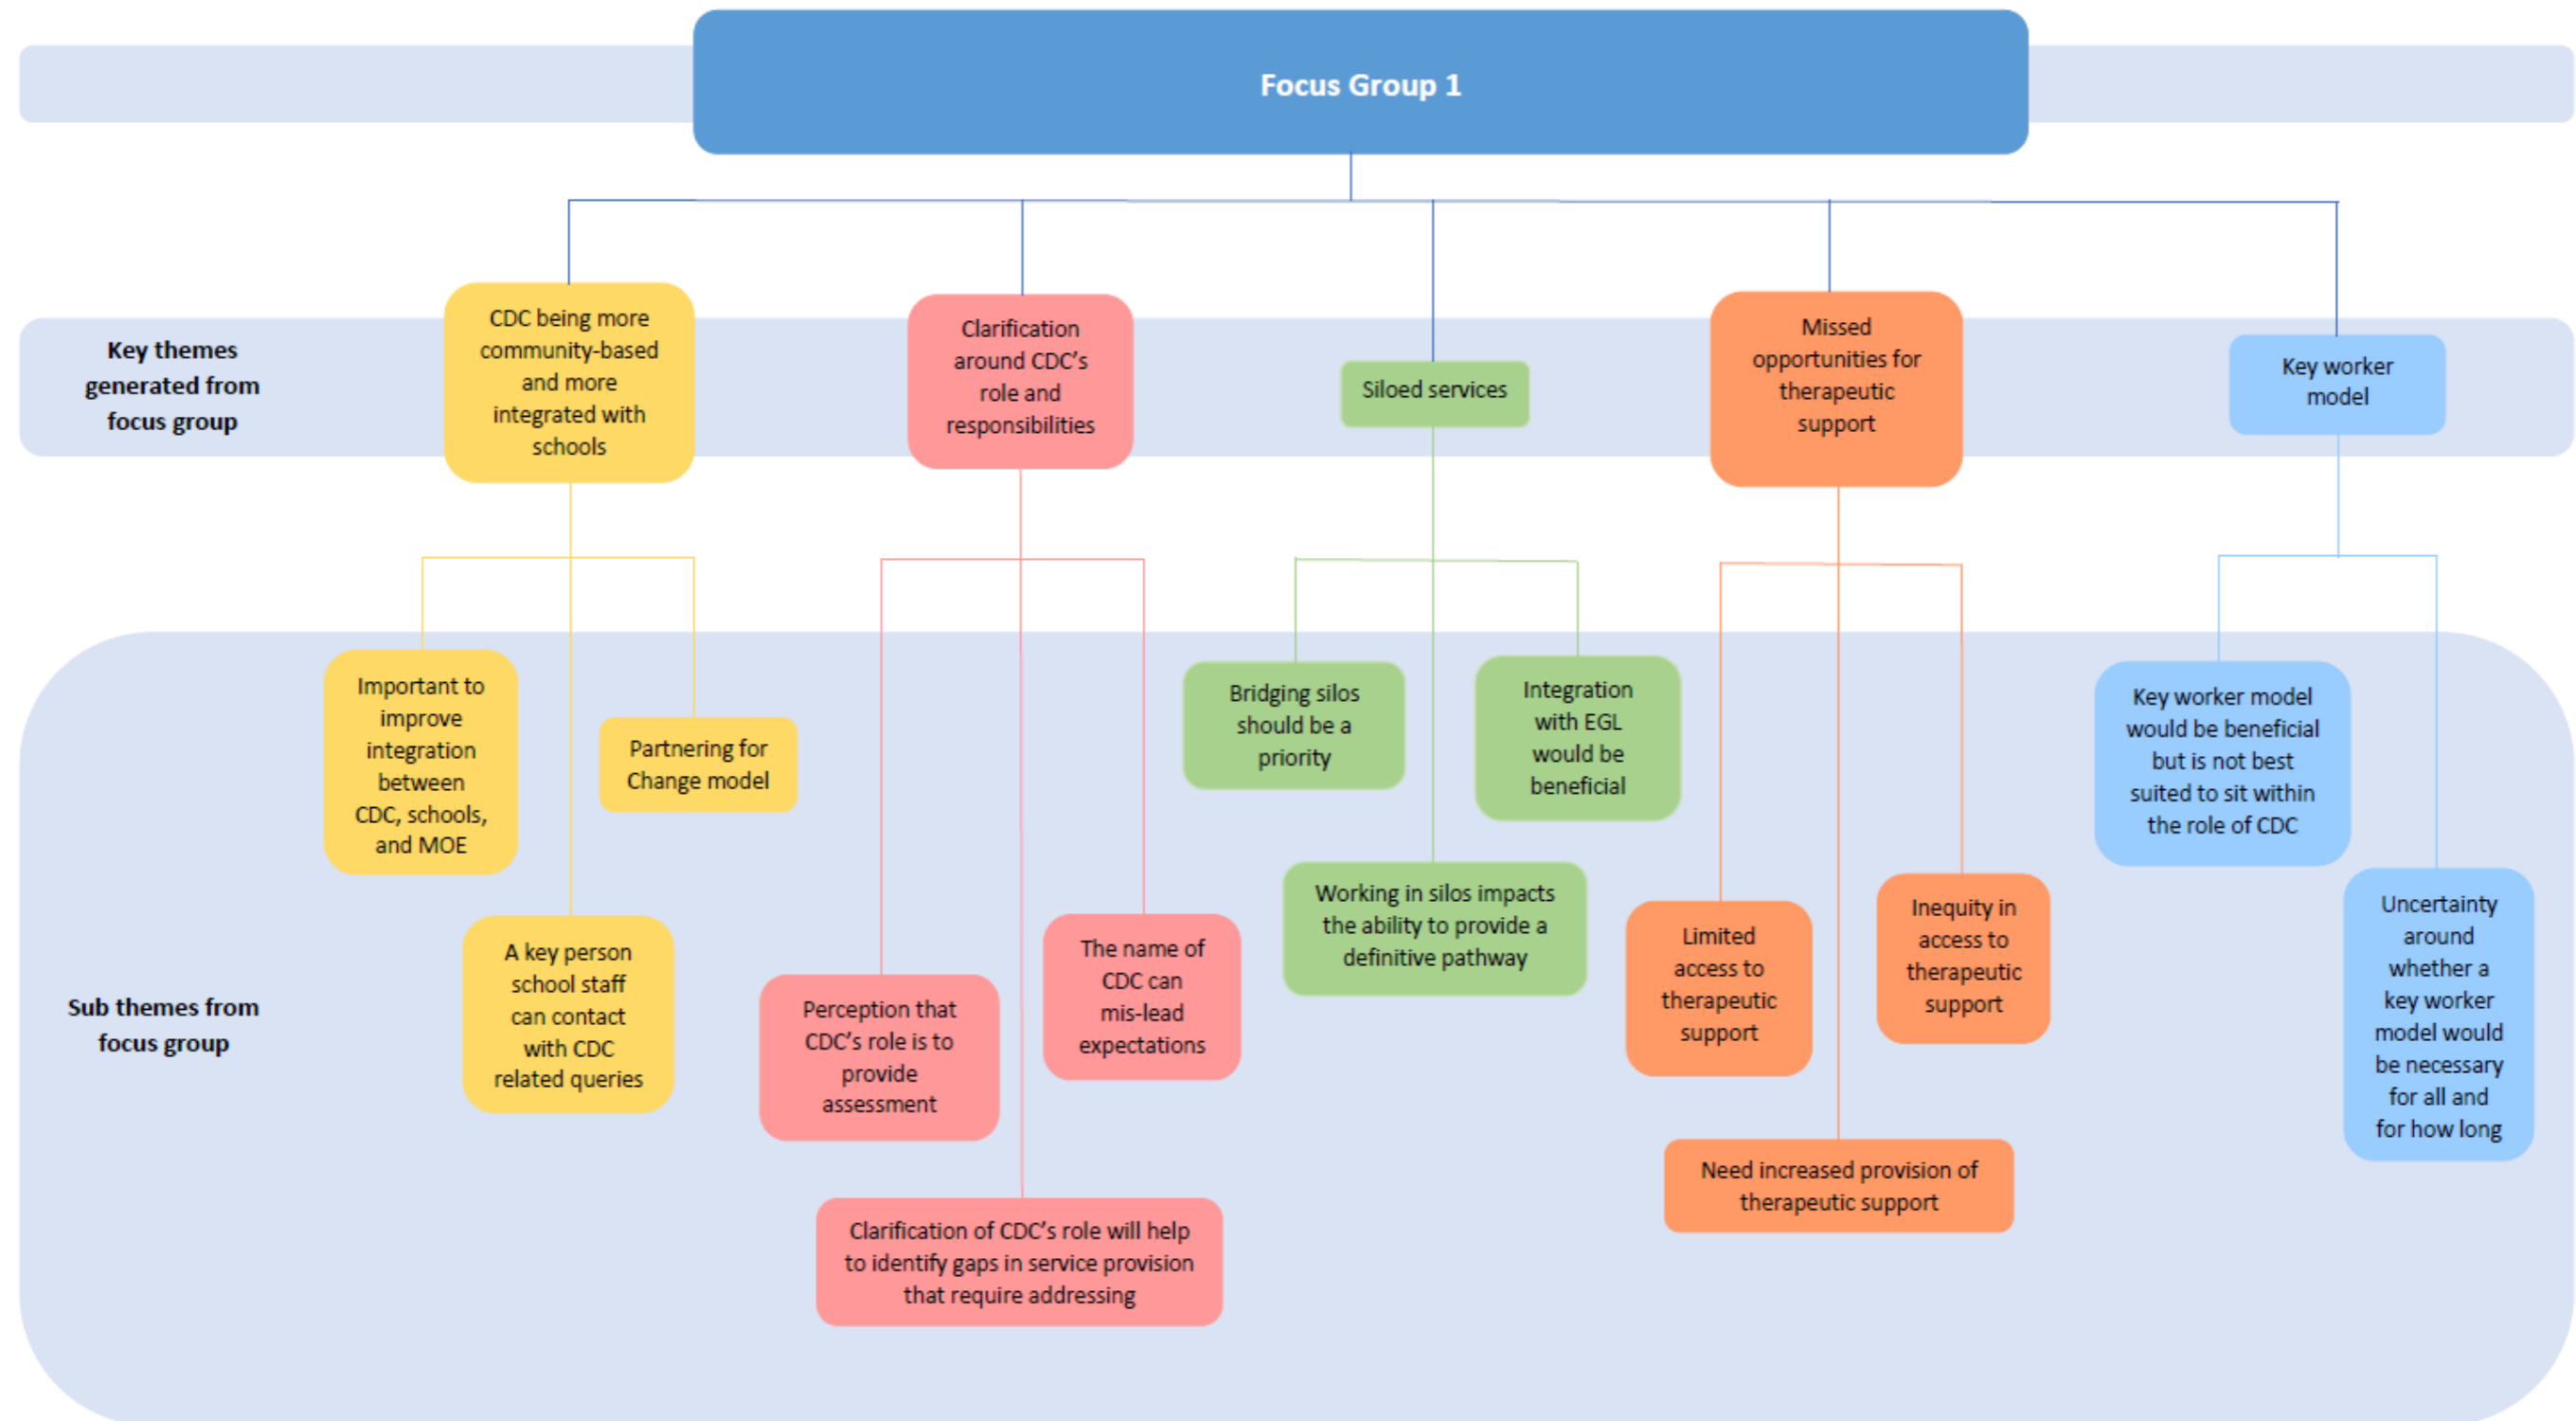 Focus Group 1
Key themes
generated from
focus group
CDC being more
community-based
and more
integrated with
schools
Clarification
around CDC's
role and
responsibilities
Siloed services
Missed
opportunities for
therapeutic
support
Key worker
model
Sub themes from
focus group
Important to
improve
integration
between
CDC, schools,
and MOE
A key person
school staff
can contact
with CDC
related queries
Partnering for
Change model
Perception that
CDC's role is to
provide
assessment
Clarification of CDC's role will help
to identify gaps in service provision
that require addressing
The name of
CDC can
mis-lead
expectations
Bridging silos
should be a
priority
Working in silos impacts
the ability to provide a
definitive pathway
Integration
with EGL
would be
beneficial
Limited
access to
therapeutic
support
Need increased provision of
therapeutic support
Inequity in
access to
therapeutic
support
Key worker model
would be beneficial
but is not best
suited to sit within
the role of CDC
Uncertainty
around
whether a
key worker
model would
be necessary
for all and
for how long